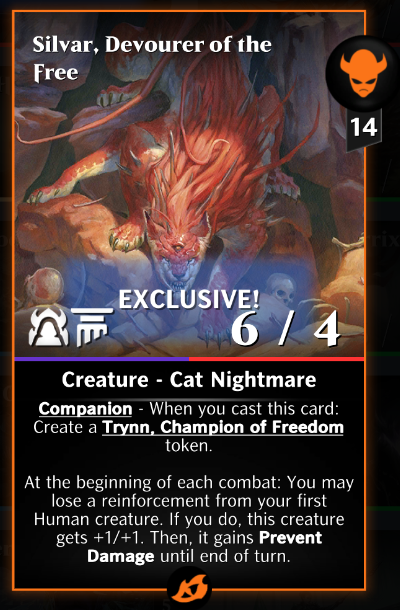 Silvar, Devourer of the
Free
14
EXCLUSIVE!
6 / 4
Creature - Cat Nightmare
Companion - When you cast this card:
Create a Trynn, Champion of Freedom
token.
At the beginning of each combat: You may
lose a reinforcement from your first
Human creature. If you do, this creature
gets +1/+1. Then, it gains Prevent
Damage until end of turn.